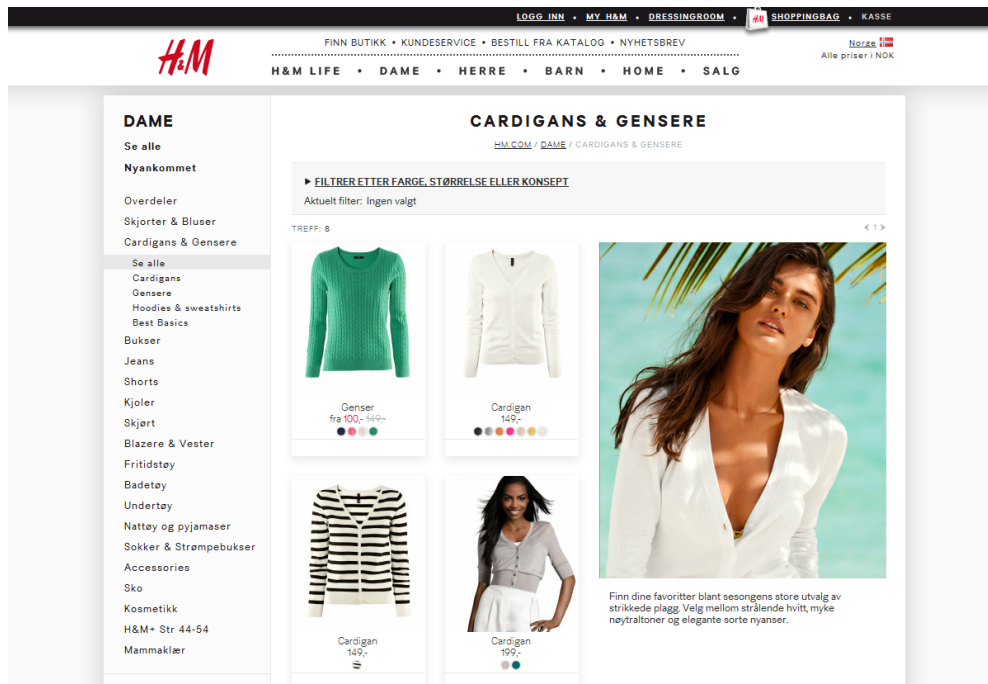 LOGG INN • MY H&M • DRESSINGROOM • H&M SHOPPINGBAG • KASSE
H&M
FINN BUTIKK • KUNDESERVICE • BESTILL FRA KATALOG • NYHETSBREV
Norge
Alle priser i NOK
H&M LIFE • DAME • HERRE • BARN • HOME • SALG
DAME
Se alle
Nyankommet
Overdeler
Skjorter & Bluser
Cardigans & Gensere
Se alle
Cardigans
Gensere
Hoodies & sweatshirts
Best Basics
Bukser
Jeans
Shorts
Kjoler
Skjørt
Blazere & Vester
Fritidstøy
Badetøy
Undertøy
Nattøy og pyjamaser
Sokker & Strømpebukser
Accessories
Sko
Kosmetikk
H&M+ Str 44-54
Mammaklær
CARDIGANS & GENSERE
HM.COM / DAME / CARDIGANS & GENSERE
FILTRER ETTER FARGE, STØRRELSE ELLER KONSEPT
Aktuelt filter: Ingen valgt
TREFF: 8
1
Genser
fra 100,- 149,-
Cardigan
149,-
Cardigan
149,-
Cardigan
199,-
Finn dine favoritter blant sesongens store utvalg av
strikkede plagg. Velg mellom strålende hvitt, myke
nøytraltoner og elegante sorte nyanser.